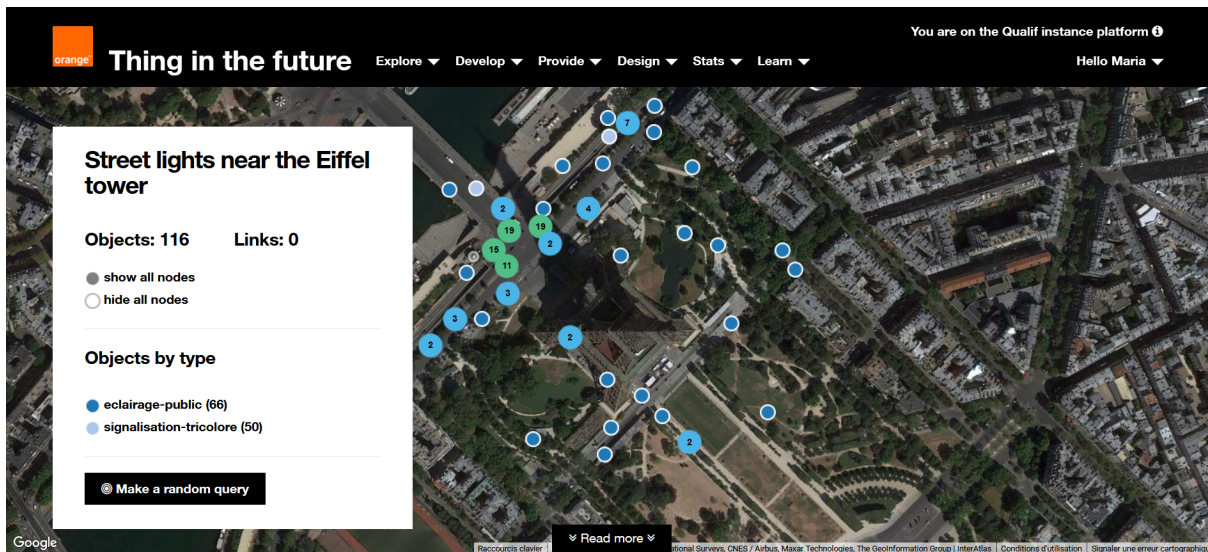 You are on the Qualif instance platform
orange
Thing in the future
Explore
Develop
Provide
Design
Stats
Learn
Hello Maria
Street lights near the Eiffel
tower
Objects: 116 Links: 0
show all nodes
hide all nodes
Objects by type
eclairage-public (66)
signalisation-tricolore (50)
Make a random query
7
2
4
19
19
2
15
11
3
3
2
2
2
Google
Read more
Raccourcis clavier
ational Surveys, CNES / Airbus, Maxar Technologies, The GeoInformation Group | InterAtlas
Conditions d'utilisation
Signaler une erreur cartographiq